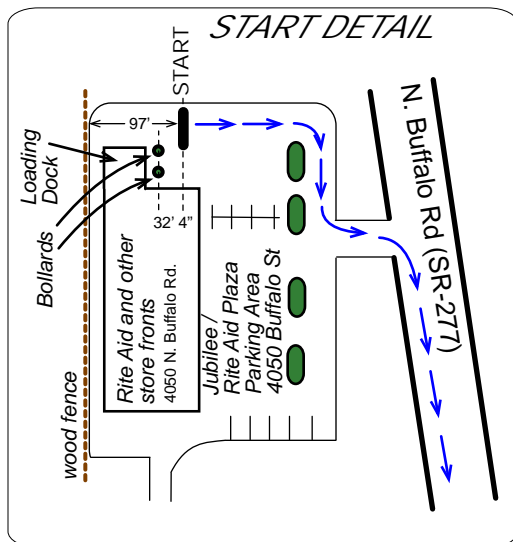 START DETAIL
START
97'
Loading
Dock
Bollards
32' 4"
Rite Aid and other
store fronts
4050 N. Buffalo Rd.
Jubilee/
Rite Aid Plaza
Parking Area
4050 Buffalo St
N. Buffalo Rd (SR-277)
wood fence